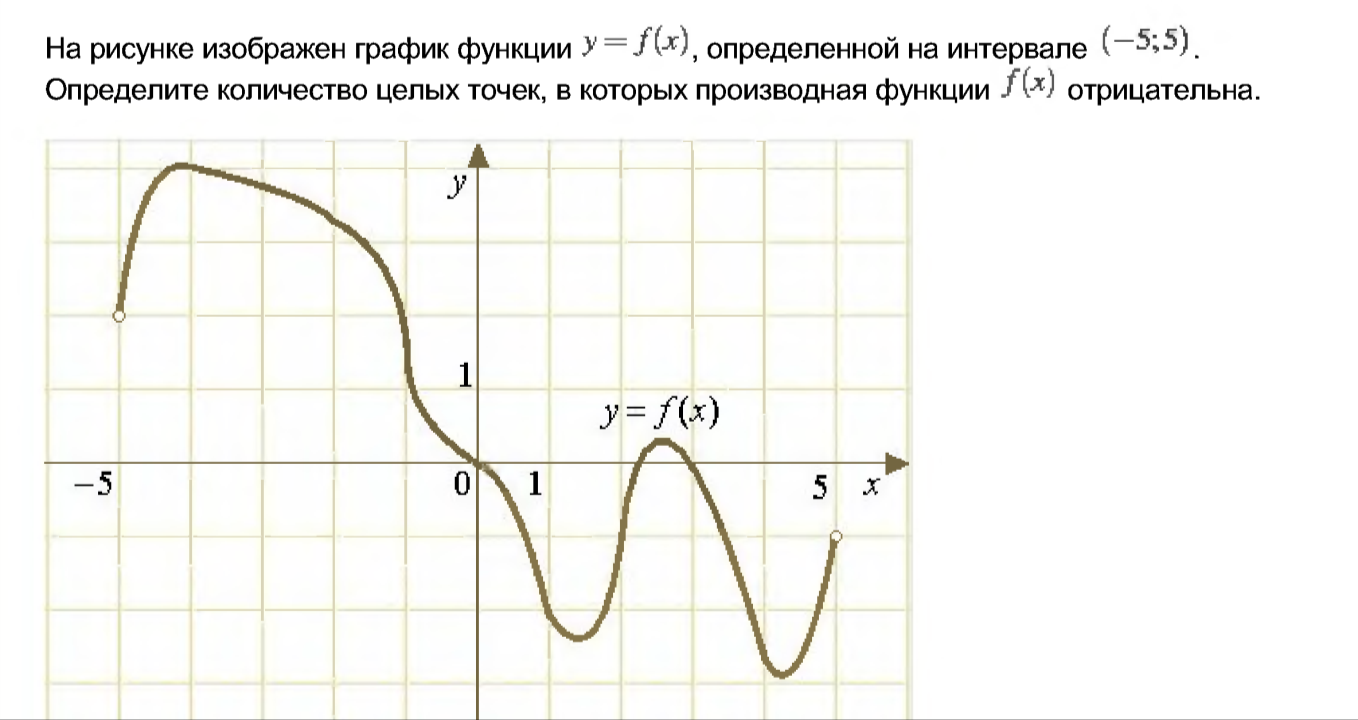 На рисунке изображен график функции y = f(x), определенной на интервале (−5;5).
Определите количество целых точек, в которых производная функции f(x) отрицательна.
y
1
y = f(x)
−5 0 1 5 x